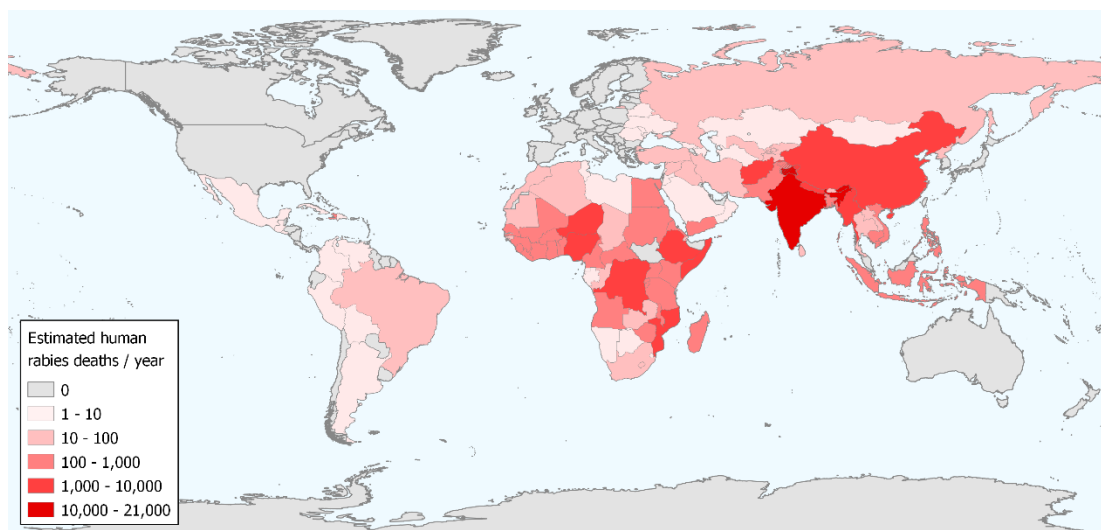 Estimated human
rabies deaths / year
0
1 - 10
10 - 100
100 - 1,000
1,000 - 10,000
10,000 - 21,000